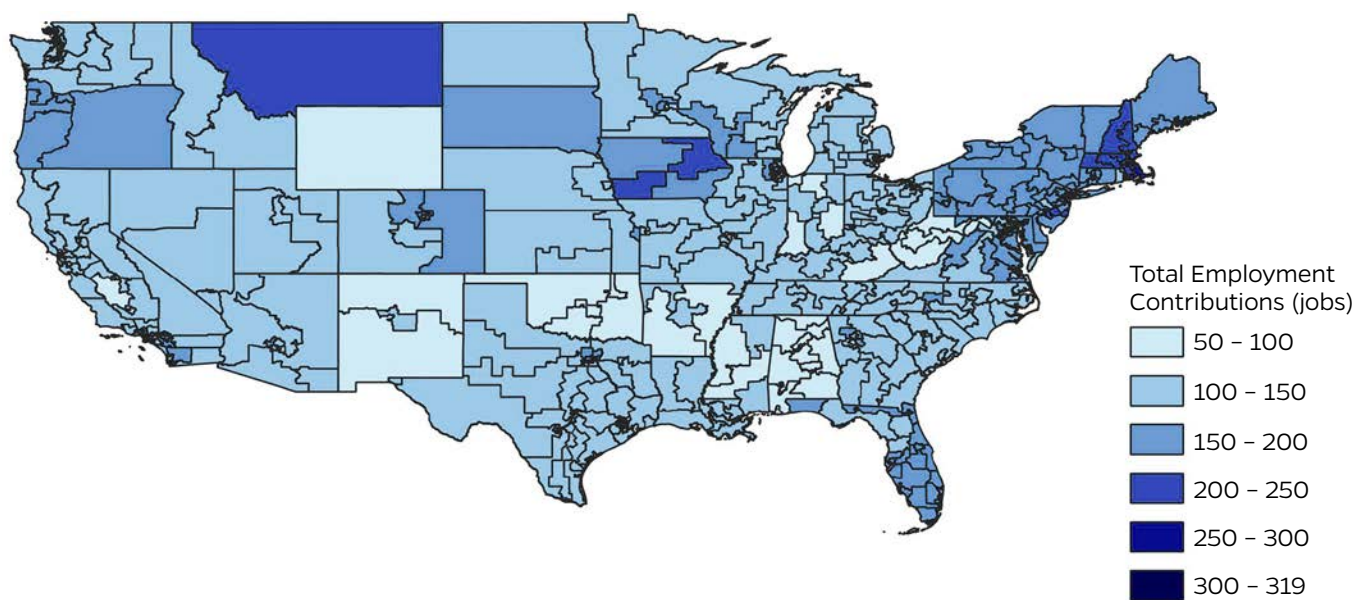 Total Employment
Contributions (jobs)
50 – 100
100 – 150
150 – 200
200 – 250
250 – 300
300 – 319